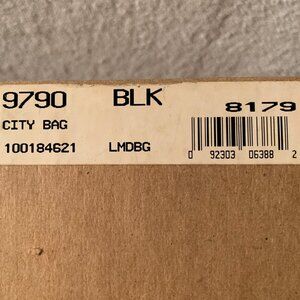 9790 BLK 8179
CITY BAG
100184621 LMDBG
0 92303 06388 2